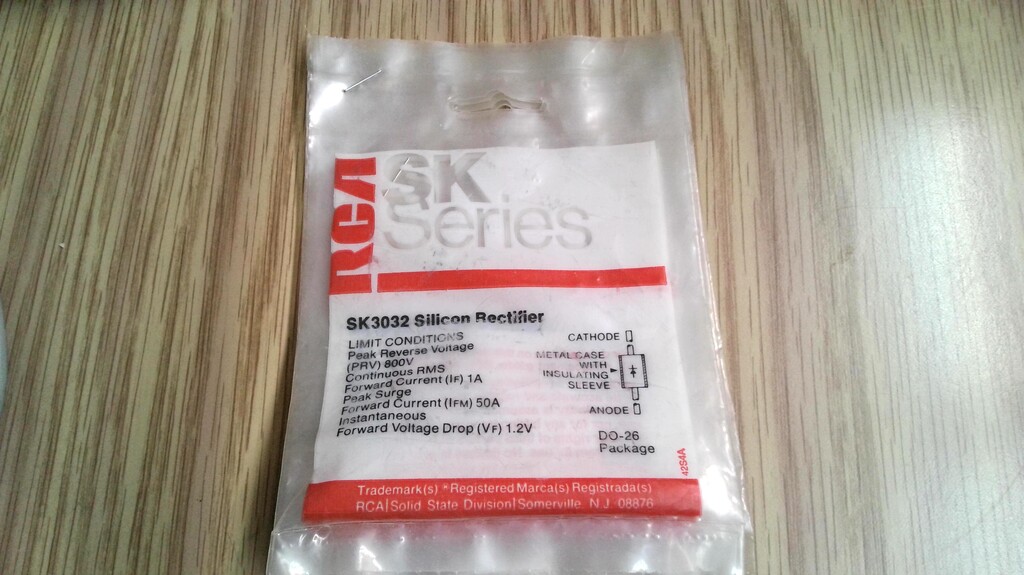 RCA
SK
Series
SK3032 Silicon Rectifier
LIMIT CONDITIONS
Peak Reverse Voltage
(PRV) 800V
Continuous RMS
Forward Current (IF) 1A
Peak Surge
Forward Current (IFM) 50A
Instantaneous
Forward Voltage Drop (VF) 1.2V
CATHODE
METAL CASE
WITH
INSULATING
SLEEVE
ANODE
DO-26
Package
42S4A
Trademark(s) ® Registered Marca(s) Registrada(s)
RCA|Solid State Division|Somerville, N.J. 08876